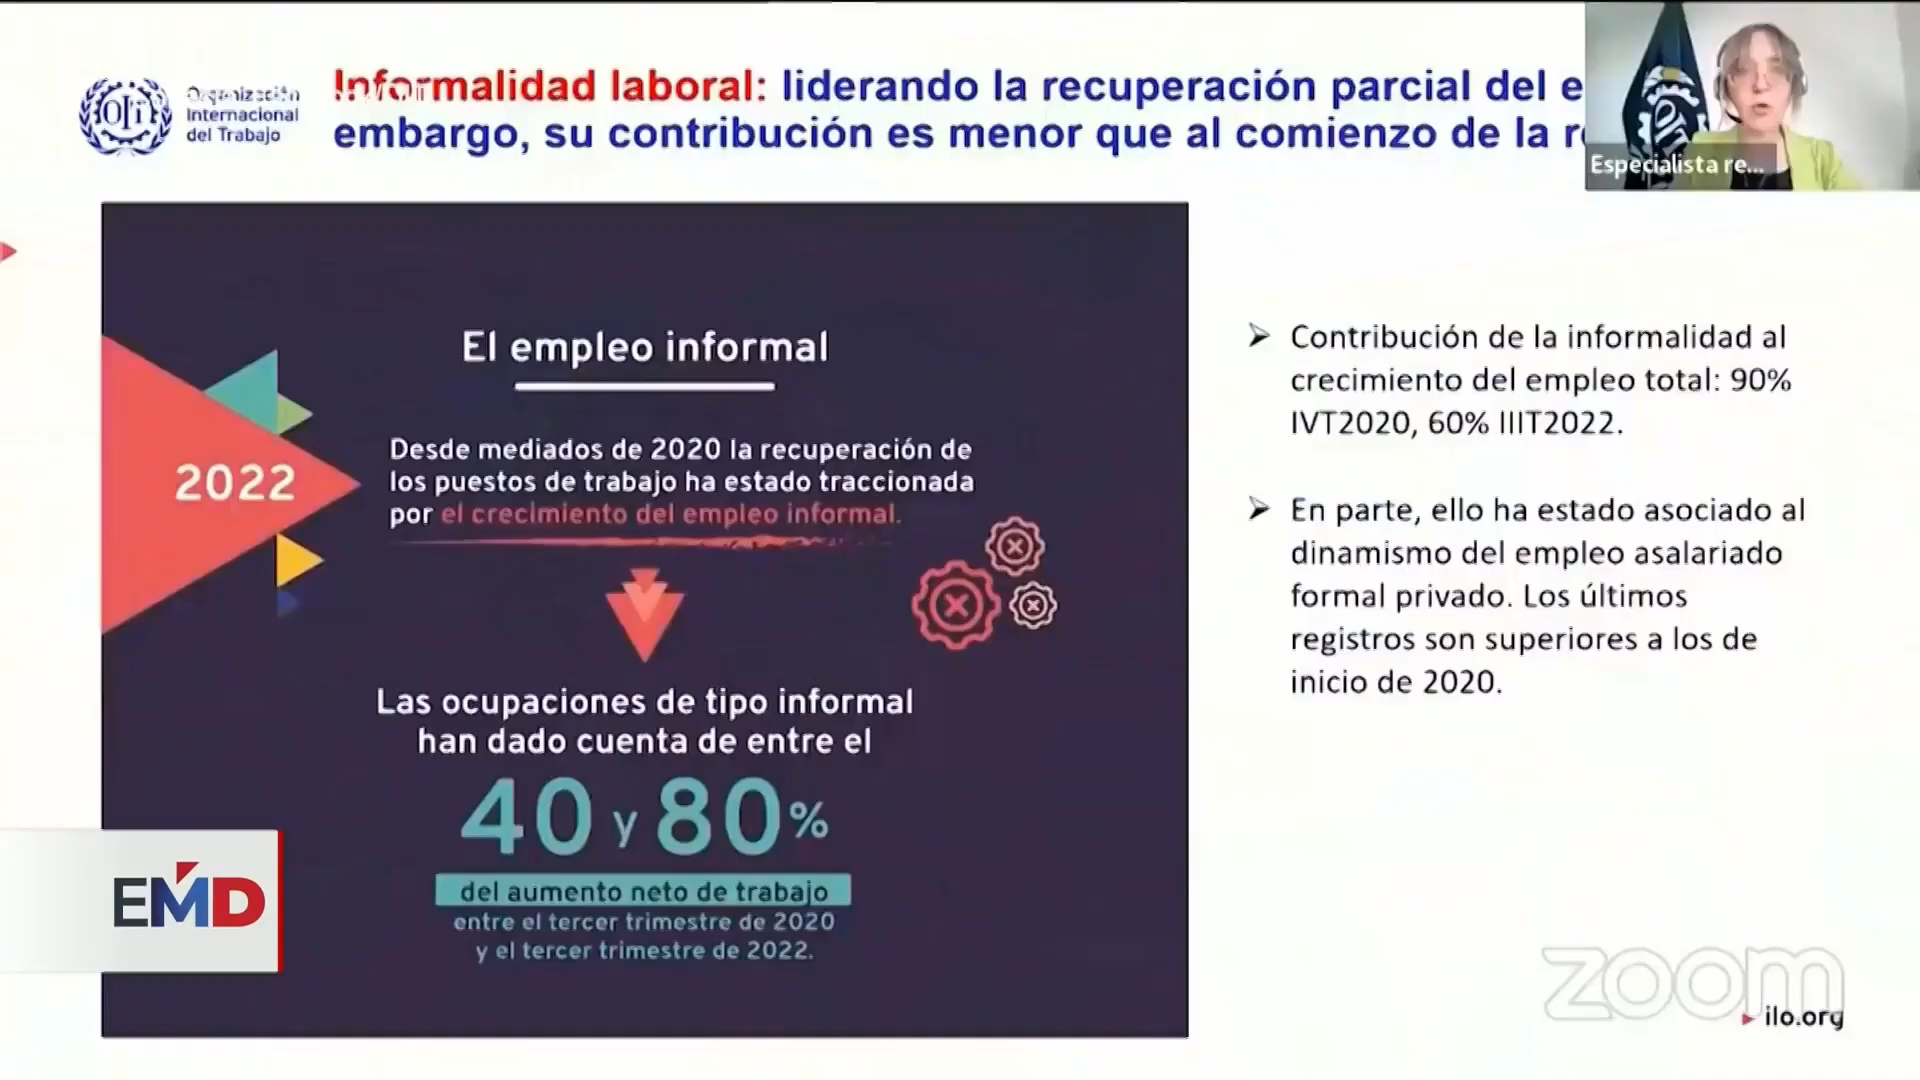 Organización
Internacional
del Trabajo
Informalidad laboral: liderando la recuperación parcial del e
embargo, su contribución es menor que al comienzo de la r
Especialista re...
El empleo informal
2022
Desde mediados de 2020 la recuperación de
los puestos de trabajo ha estado traccionada
por el crecimiento del empleo informal.
Las ocupaciones de tipo informal
han dado cuenta de entre el
40 y 80%
del aumento neto de trabajo
entre el tercer trimestre de 2020
y el tercer trimestre de 2022.
Contribución de la informalidad al
crecimiento del empleo total: 90%
IVT2020, 60% IIIT2022.
En parte, ello ha estado asociado al
dinamismo del empleo asalariado
formal privado. Los últimos
registros son superiores a los de
inicio de 2020.
EMD
zoom
ilo.org